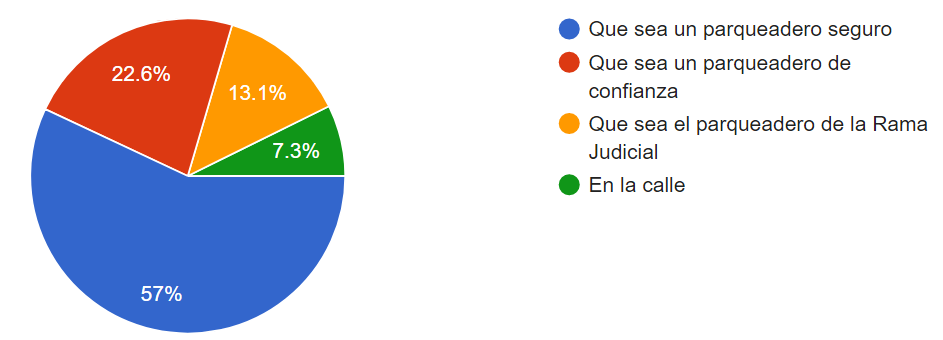 22.6%
13.1%
7.3%
57%
Que sea un parqueadero seguro
Que sea un parqueadero de
confianza
Que sea el parqueadero de la Rama
Judicial
En la calle